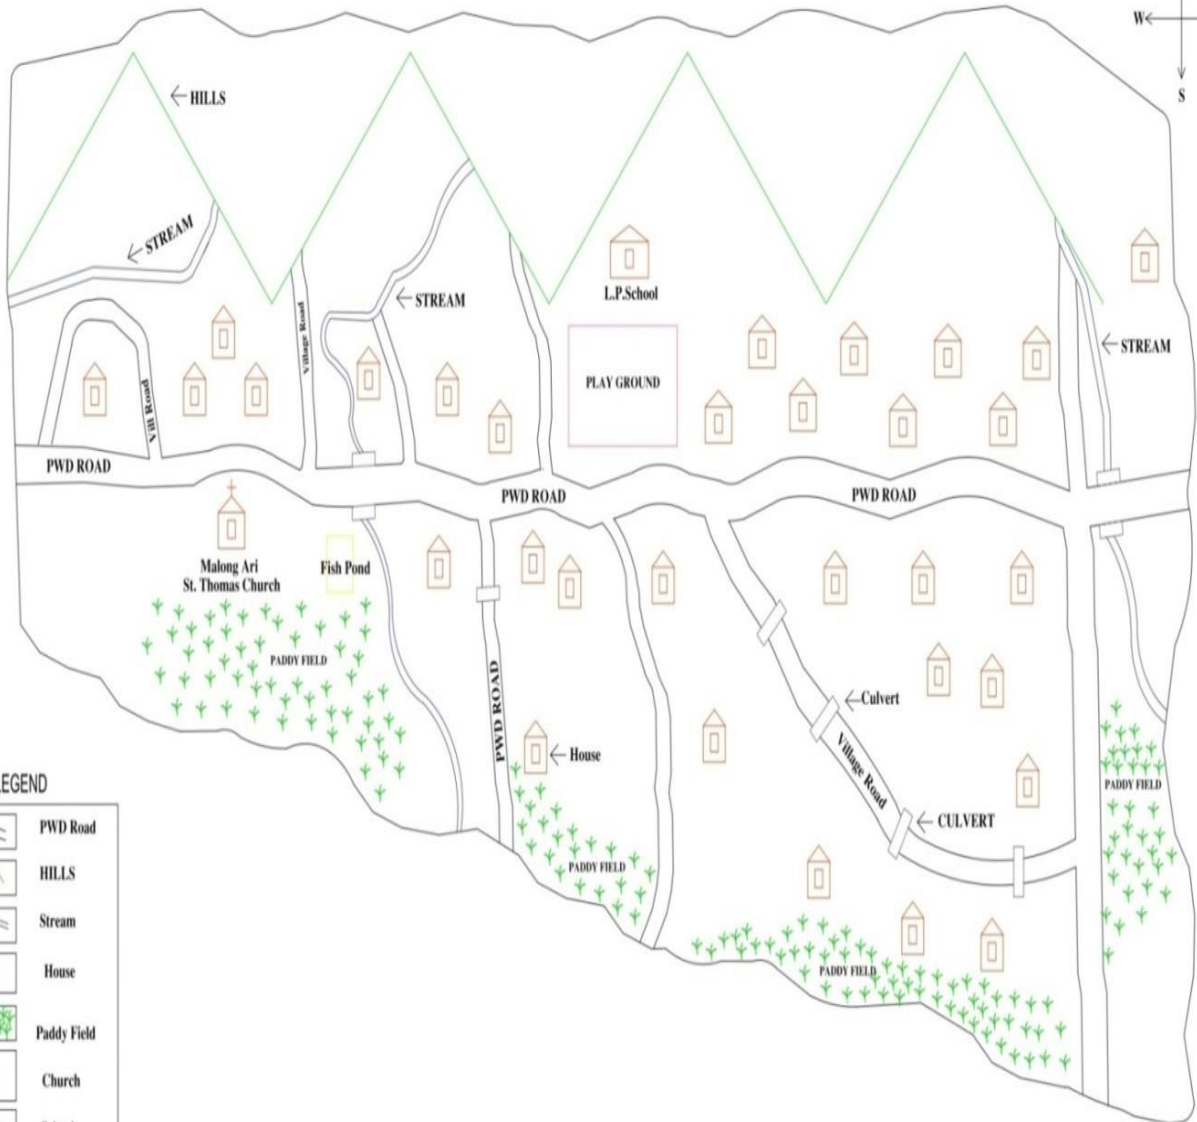 W
S
HILLS
STREAM
STREAM
L.P.School
Village Road
STREAM
PLAY GROUND
Vill Road
PWD ROAD
PWD ROAD
PWD ROAD
Malong Ari
St. Thomas Church
Fish Pond
PADDY FIELD
PWD ROAD
Culvert
House
Village Road
CULVERT
PADDY FIELD
PADDY FIELD
PADDY FIELD
LEGEND
PWD Road
HILLS
Stream
House
Paddy Field
Church